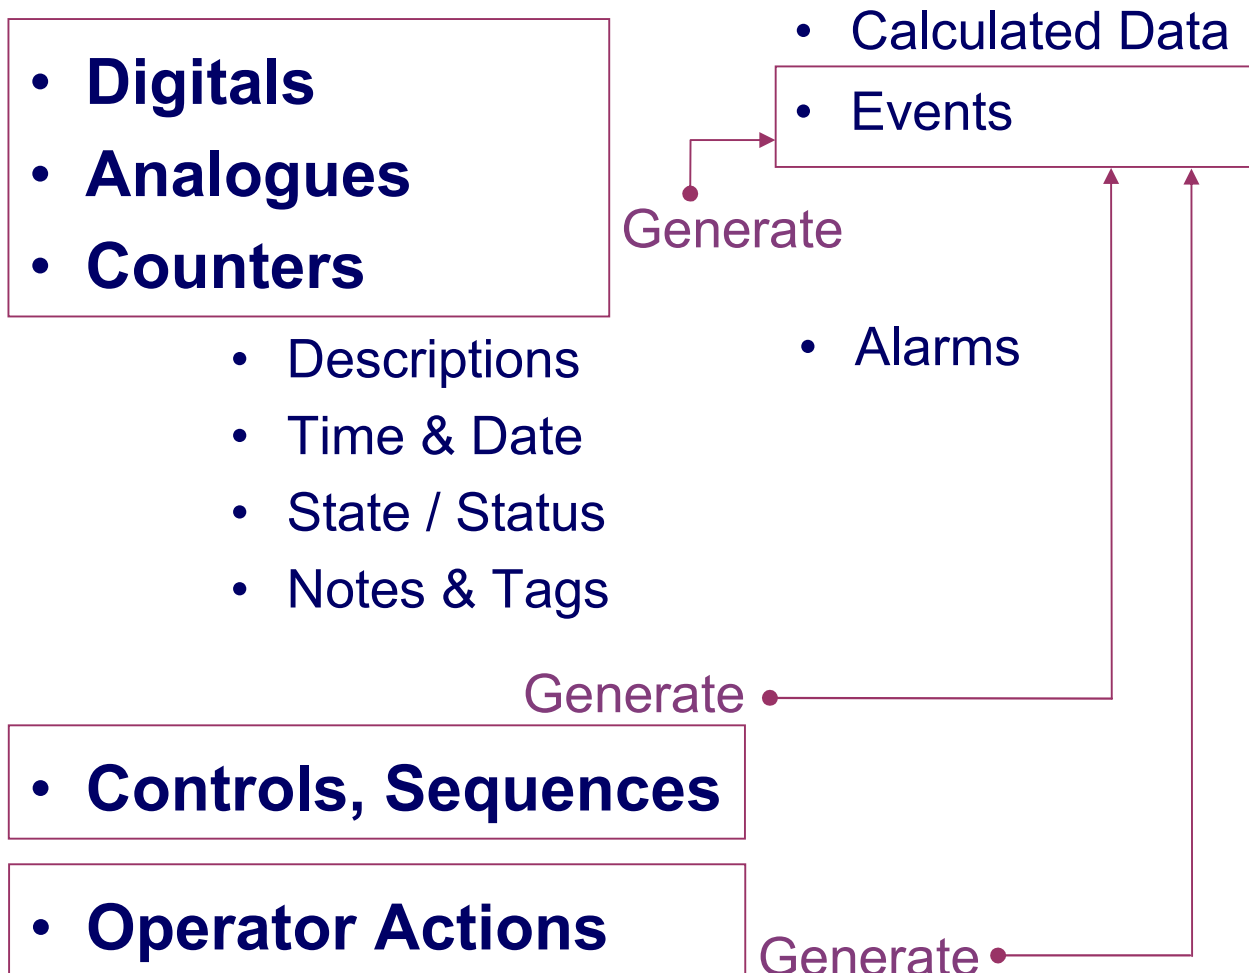 • Digitals
• Analogues
• Counters
• Descriptions
• Time & Date
• State / Status
• Notes & Tags
• Calculated Data
• Events
Generate
• Alarms
Generate
• Controls, Sequences
• Operator Actions
Generate